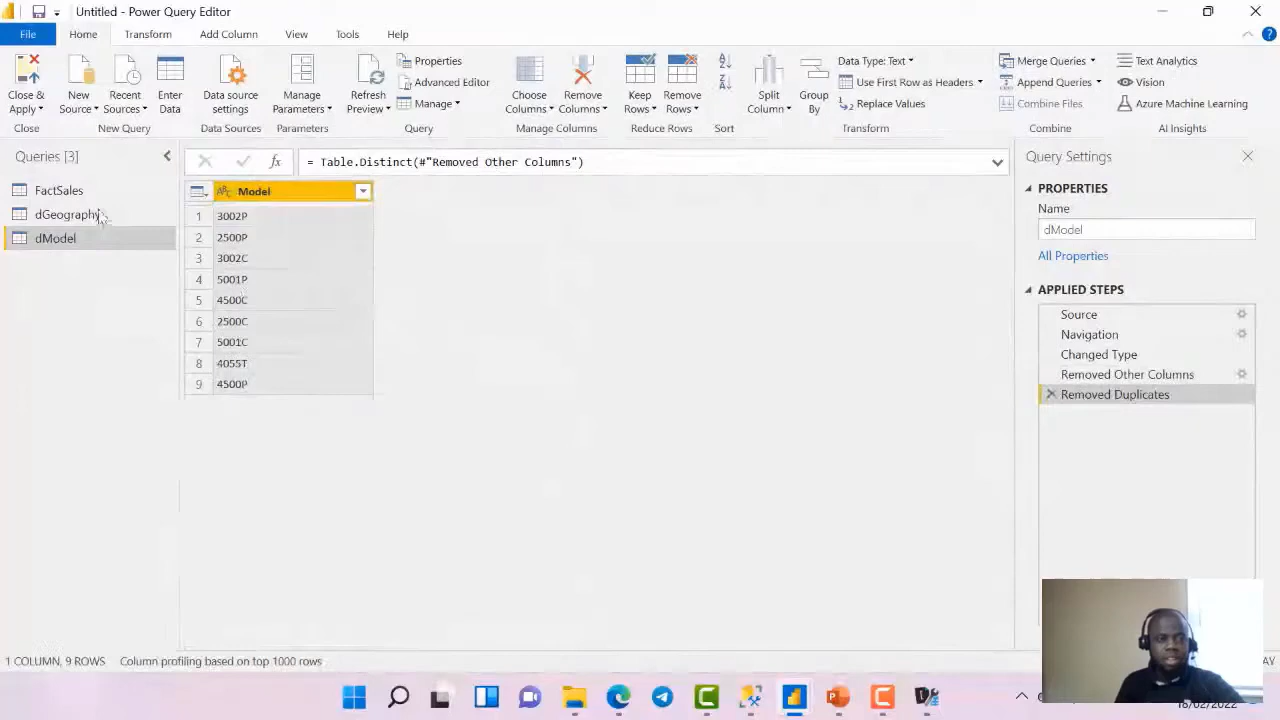 Untitled - Power Query Editor
File Home Transform Add Column View Tools Help
Close & Apply
New Source
Recent Sources
Enter Data
Data source settings
Manage Parameters
Refresh Preview
Properties
Advanced Editor
Manage
Choose Columns
Remove Columns
Keep Rows
Remove Rows
Split Column
Group By
Data Type: Text
Use First Row as Headers
Replace Values
Merge Queries
Append Queries
Combine Files
Text Analytics
Vision
Azure Machine Learning
Close New Query Data Sources Parameters Query Manage Columns Reduce Rows Sort Transform Combine AI Insights
Queries [3]
FactSales
dGeography
dModel
fx = Table.Distinct(#"Removed Other Columns")
ABC Model
1 3002P
2 2500P
3 3002C
4 5001P
5 4500C
6 2500C
7 5001C
8 4055T
9 4500P
Query Settings
PROPERTIES
Name
dModel
All Properties
APPLIED STEPS
Source
Navigation
Changed Type
Removed Other Columns
Removed Duplicates
1 COLUMN, 9 ROWS Column profiling based on top 1000 rows
18/02/2022